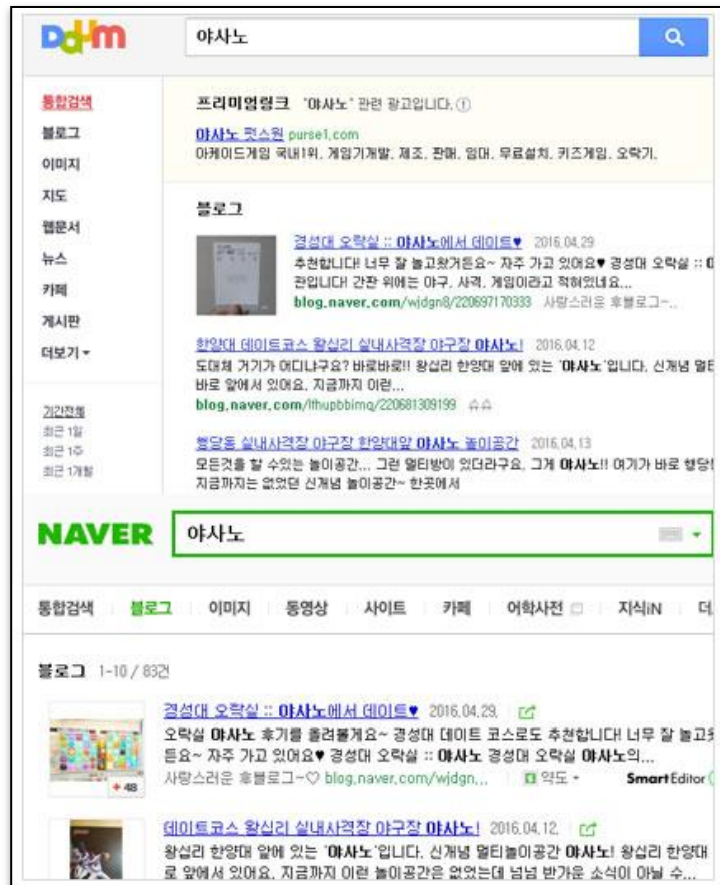 Daum
야사노
통합검색
블로그
이미지
지도
웹문서
뉴스
카페
게시판
더보기
기간전체
최근 1일
최근 1주
최근 1개월
프리미엄링크 "야사노" 관련 광고입니다.
야사노 펏스원 purse1.com
아케이드게임 국내1위. 게임기개발. 제조. 판매. 임대. 무료설치. 키즈게임. 오락기.
블로그
경성대 오락실 :: 야사노에서 데이트♥ 2016.04.29
추천합니다! 너무 잘 놀고왔거든요~ 자주 가고 있어요♥ 경성대 오락실 :: 
관입니다! 간판 위에는 야구. 사격. 게임이라고 적혀있네요...
blog.naver.com/wjdgn8/220697170333 사랑스러운 후블로그~..
한양대 데이트코스 왕십리 실내사격장 야구장 야사노! 2016.04.12
도대체 거기가 어디냐구요? 바로바로!! 왕십리 한양대 앞에 있는 '야사노'입니다. 신개념 멀티
바로 앞에서 있어요. 지금까지 이런...
blog.naver.com/lthupbbimq/220681309199 슈슈
행당동 실내사격장 야구장 한양대앞 야사노 놀이공간 2016.04.13
모든것을 할 수있는 놀이공간... 그런 멀티방이 있더라구요. 그게 야사노!! 여기가 바로 행당!
지금까지는 없었던 신개념 놀이공간~ 한곳에서
NAVER
야사노
통합검색 블로그 이미지 동영상 사이트 카페 어학사전 지식iN 더
블로그 1-10 / 83건
경성대 오락실 :: 야사노에서 데이트♥ 2016.04.29.
오락실 야사노 후기를 올려볼게요~ 경성대 데이트 코스로도 추천합니다! 너무 잘 놀고
든요~ 자주 가고 있어요♥ 경성대 오락실 :: 야사노 경성대 오락실 야사노의...
사랑스러운 후블로그~♡ blog.naver.com/wjdgn... 약도 SmartEditor
+48
데이트코스 왕십리 실내사격장 야구장 야사노! 2016.04.12.
왕십리 한양대 앞에 있는 '야사노'입니다. 신개념 멀티놀이공간 야사노! 왕십리 한양대
로 앞에서 있어요. 지금까지 이런 놀이공간은 없었는데 넘넘 반가운 소식이 아닐 수...